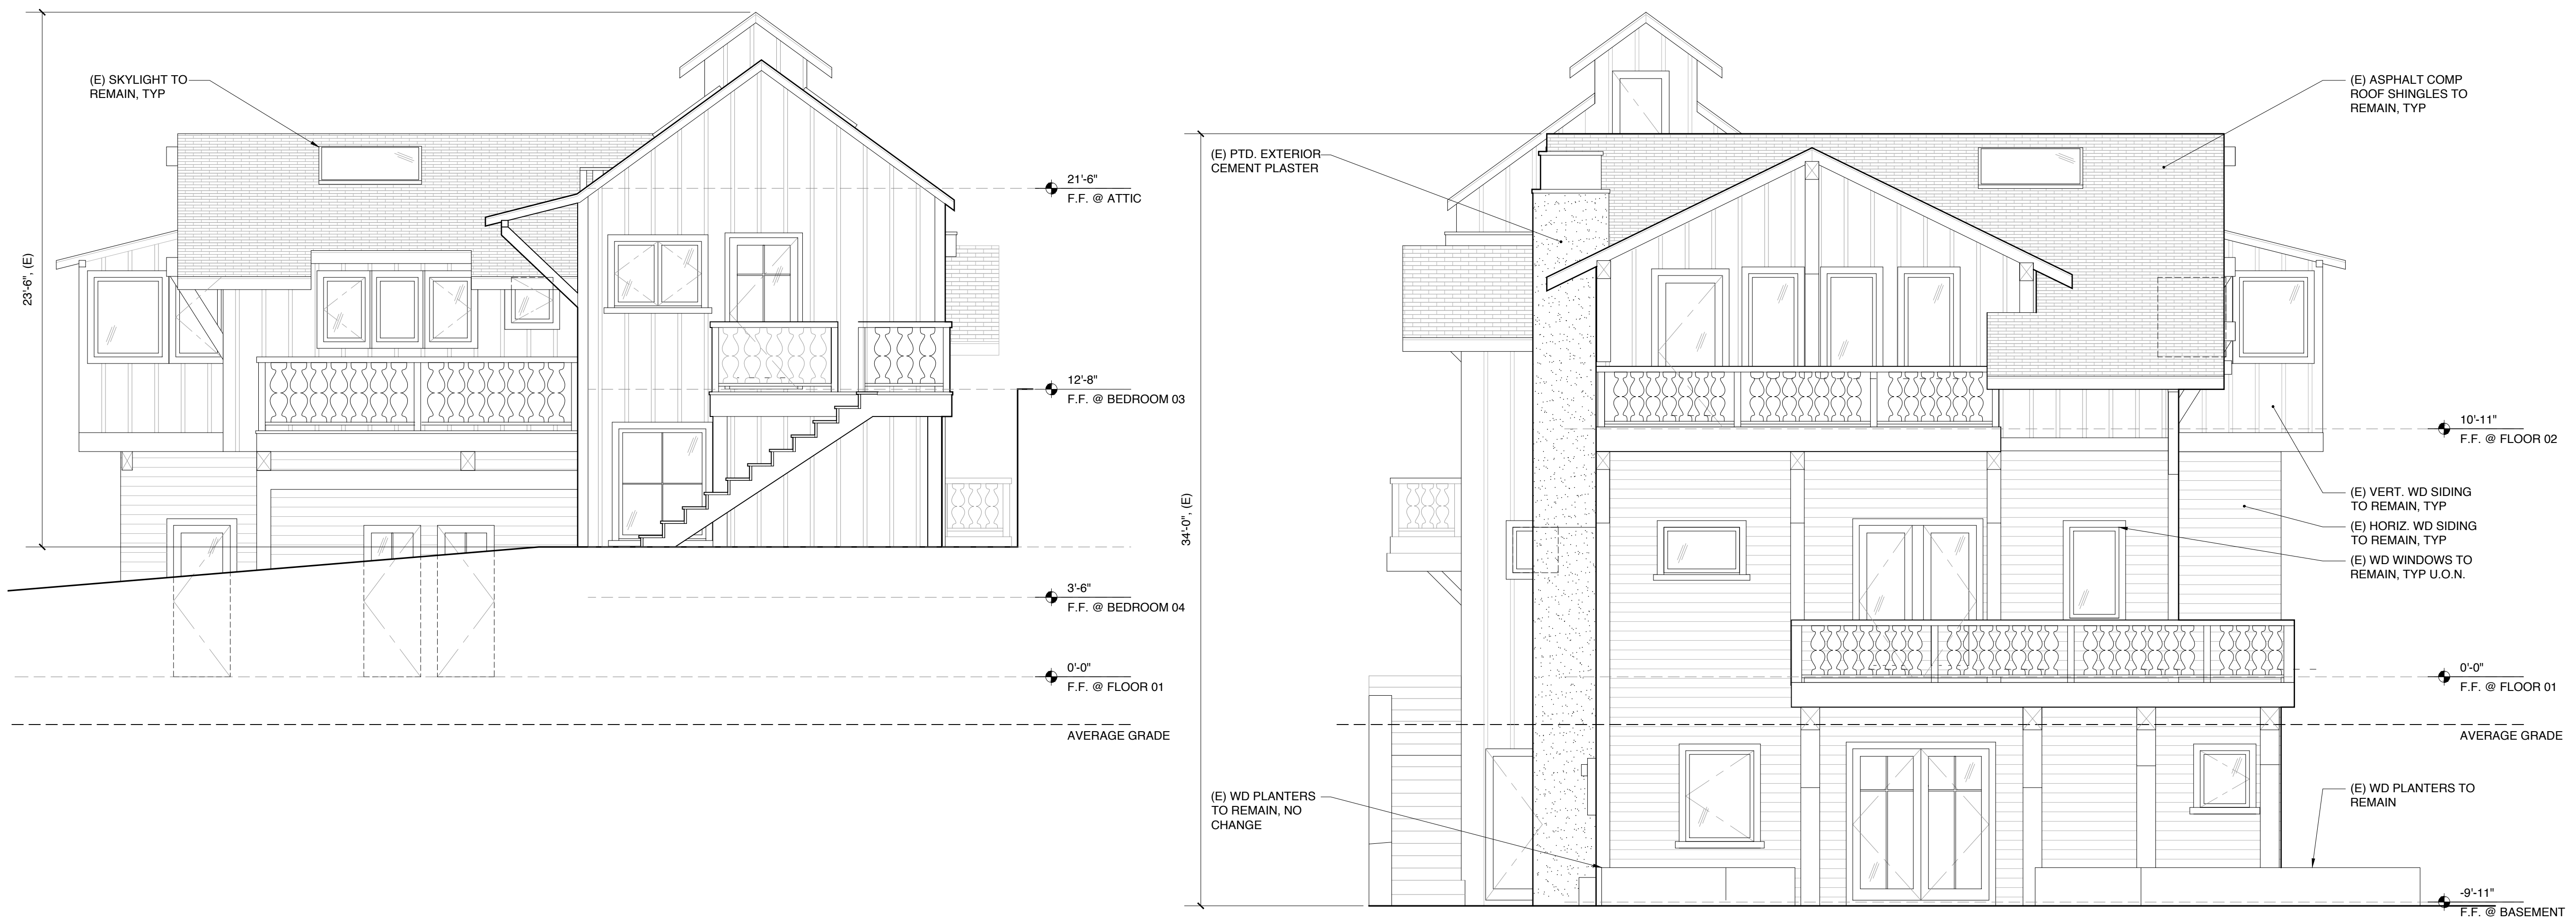 (E) SKYLIGHT TO
REMAIN, TYP
23'-6", (E)
21'-6"
F.F. @ ATTIC
12'-8"
F.F. @ BEDROOM 03
3'-6"
F.F. @ BEDROOM 04
0'-0"
F.F. @ FLOOR 01
AVERAGE GRADE
(E) PTD. EXTERIOR
CEMENT PLASTER
34'-0", (E)
(E) WD PLANTERS
TO REMAIN, NO
CHANGE
(E) ASPHALT COMP
ROOF SHINGLES TO
REMAIN, TYP
10'-11"
F.F. @ FLOOR 02
(E) VERT. WD SIDING
TO REMAIN, TYP
(E) HORIZ. WD SIDING
TO REMAIN, TYP
(E) WD WINDOWS TO
REMAIN, TYP U.O.N.
0'-0"
F.F. @ FLOOR 01
AVERAGE GRADE
(E) WD PLANTERS TO
REMAIN
-9'-11"
F.F. @ BASEMENT